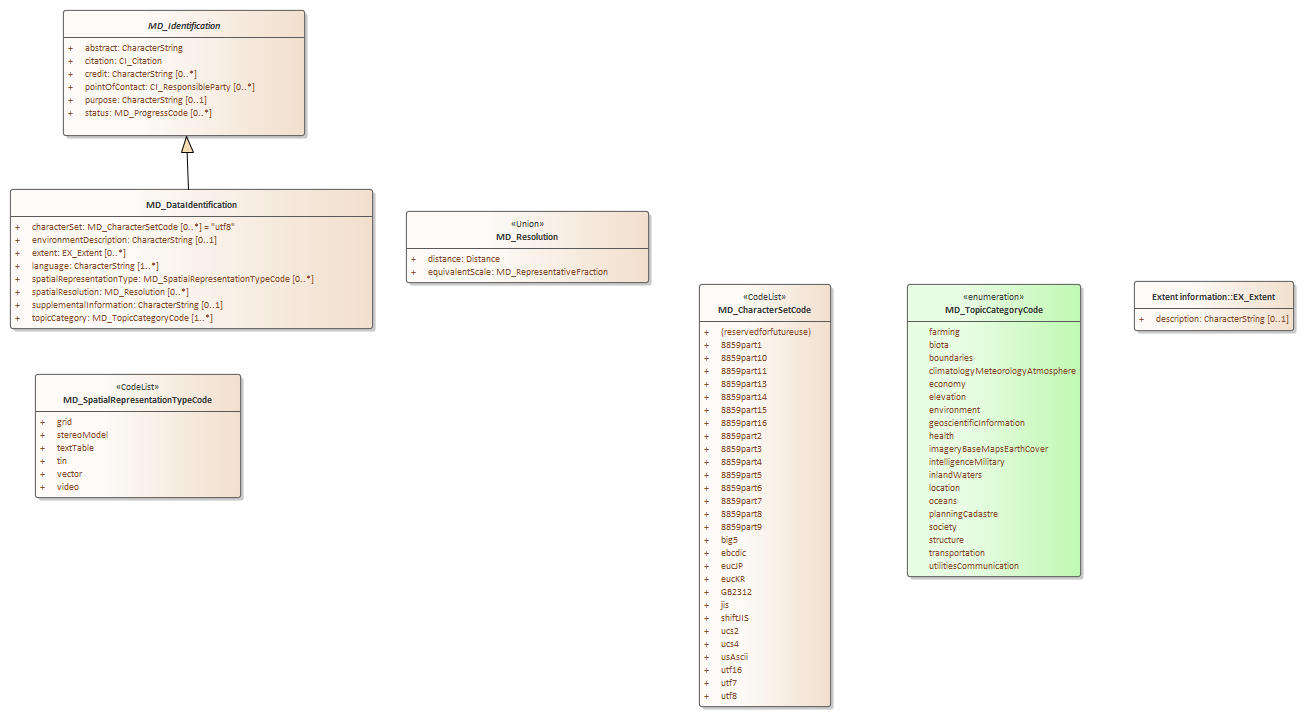 MD_Identification
+ abstract: CharacterString
+ citation: CI_Citation
+ credit: CharacterString [0..*]
+ pointOfContact: CI_ResponsibleParty [0..*]
+ purpose: CharacterString [0..1]
+ status: MD_ProgressCode [0..*]
MD_DataIdentification
+ characterSet: MD_CharacterSetCode [0..*] = "utf8"
+ environmentDescription: CharacterString [0..1]
+ extent: EX_Extent [0..*]
+ language: CharacterString [1..*]
+ spatialRepresentationType: MD_SpatialRepresentationTypeCode [0..*]
+ spatialResolution: MD_Resolution [0..*]
+ supplementalInformation: CharacterString [0..1]
+ topicCategory: MD_TopicCategoryCode [1..*]
«CodeList»
MD_SpatialRepresentationTypeCode
+ grid
+ stereoModel
+ textTable
+ tin
+ vector
+ video
«Union»
MD_Resolution
+ distance: Distance
+ equivalentScale: MD_RepresentativeFraction
«CodeList»
MD_CharacterSetCode
+ (reservedforfutureuse)
+ 8859part1
+ 8859part10
+ 8859part11
+ 8859part13
+ 8859part14
+ 8859part15
+ 8859part16
+ 8859part2
+ 8859part3
+ 8859part4
+ 8859part5
+ 8859part6
+ 8859part7
+ 8859part8
+ 8859part9
+ big5
+ ebcdic
+ eucJP
+ eucKR
+ GB2312
+ jis
+ shiftJIS
+ ucs2
+ ucs4
+ usAscii
+ utf16
+ utf7
+ utf8
«enumeration»
MD_TopicCategoryCode
farming
biota
boundaries
climatologyMeteorologyAtmosphere
economy
elevation
environment
geoscientificInformation
health
imageryBaseMapsEarthCover
intelligenceMilitary
inlandWaters
location
oceans
planningCadastre
society
structure
transportation
utilitiesCommunication
Extent information::EX_Extent
+ description: CharacterString [0..1]